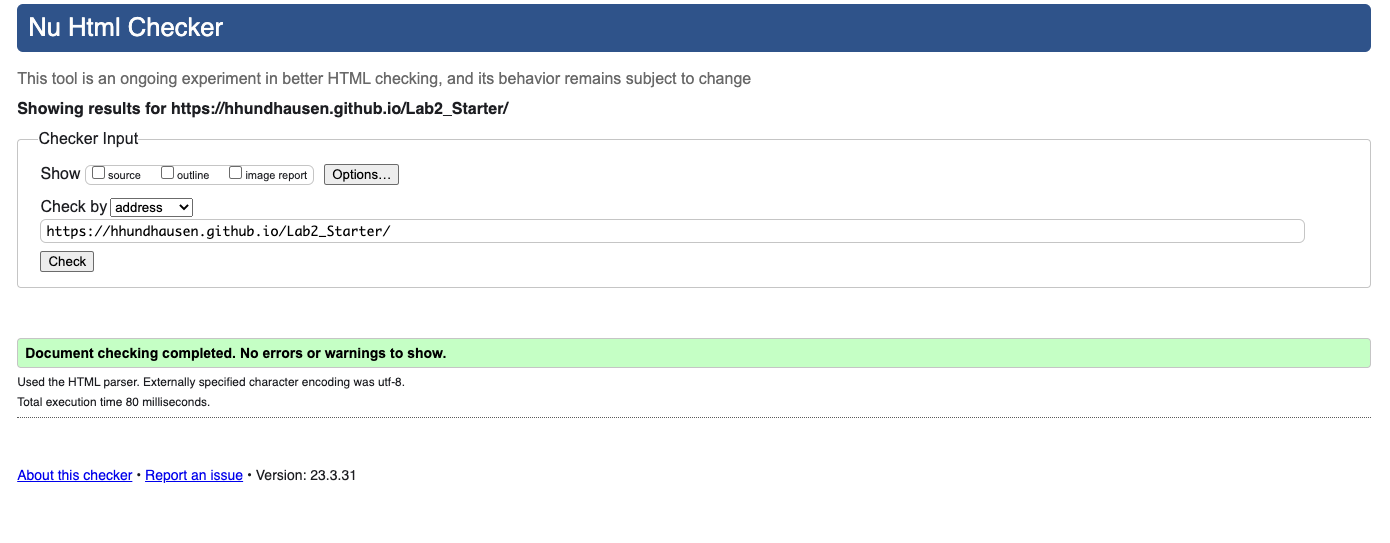 Nu Html Checker
This tool is an ongoing experiment in better HTML checking, and its behavior remains subject to change
Showing results for https://hhundhausen.github.io/Lab2_Starter/
Checker Input
Show source outline image report Options…
Check by address
https://hhundhausen.github.io/Lab2_Starter/
Check
Document checking completed. No errors or warnings to show.
Used the HTML parser. Externally specified character encoding was utf-8.
Total execution time 80 milliseconds.
About this checker • Report an issue • Version: 23.3.31